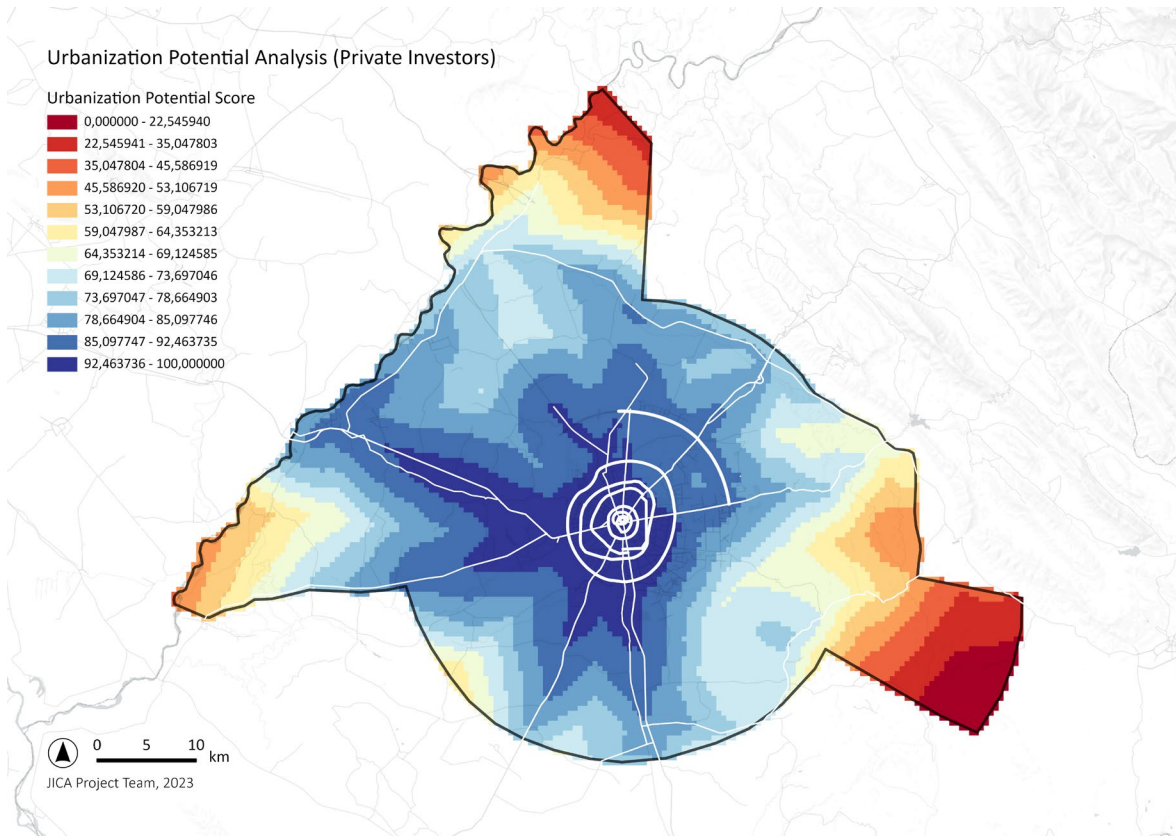 Urbanization Potential Analysis (Private Investors)
Urbanization Potential Score
0,000000 - 22,545940
22,545941 - 35,047803
35,047804 - 45,586919
45,586920 - 53,106719
53,106720 - 59,047986
59,047987 - 64,353213
64,353214 - 69,124585
69,124586 - 73,697046
73,697047 - 78,664903
78,664904 - 85,097746
85,097747 - 92,463735
92,463736 - 100,000000
0 5 10
km
JICA Project Team, 2023